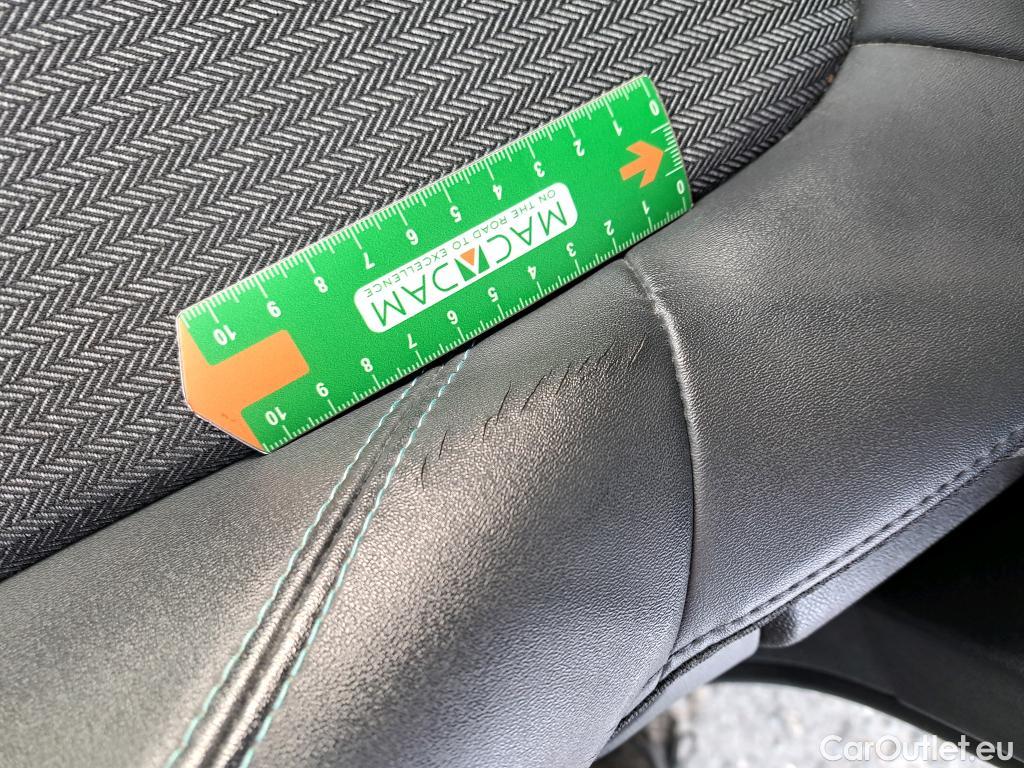 0 1 2 3 4 5 6 7 8 9 10
MACADAM
ON THE ROAD TO EXCELLENCE
0 1 2 3 4 5 6 7 8 9 10
CarOutlet.eu